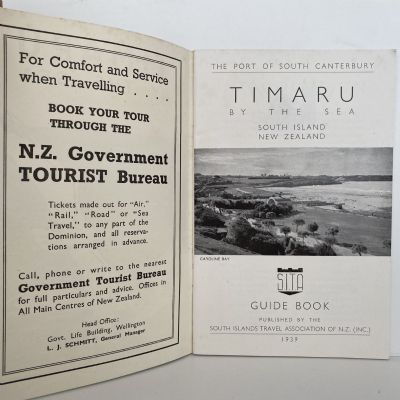 For Comfort and Service
when Travelling . . . .
BOOK YOUR TOUR
THROUGH THE
N.Z. Government
TOURIST Bureau
Tickets made out for "Air,"
"Rail," "Road" or "Sea
Travel," to any part of the
Dominion, and all reserva-
tions arranged in advance.
Call, phone or write to the nearest
Government Tourist Bureau
for full particulars and advice. Offices in
All Main Centres of New Zealand.
Head Office:
Govt. Life Building, Wellington
L. J. SCHMITT, General Manager
THE PORT OF SOUTH CANTERBURY
TIMARU
BY THE SEA
SOUTH ISLAND
NEW ZEALAND
CAROLINE BAY
SITA
GUIDE BOOK
PUBLISHED BY THE
SOUTH ISLANDS TRAVEL ASSOCIATION OF N.Z. (INC.)
1939